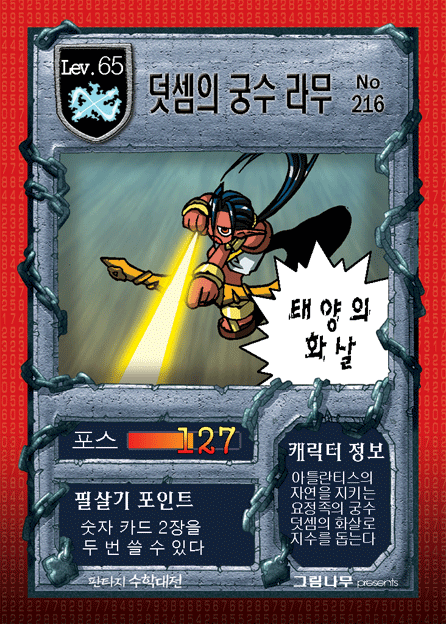 Lev. 65
덧셈의 궁수 라무
No
216
태양의
화살
포스 127
캐릭터 정보
아틀란티스의
자연을 지키는
요정족의 궁수
덧셈의 화살로
지수를 돕는다
필살기 포인트
숫자 카드 2장을
두 번 쓸 수 있다
판타지 수학대전
그림나무 presents